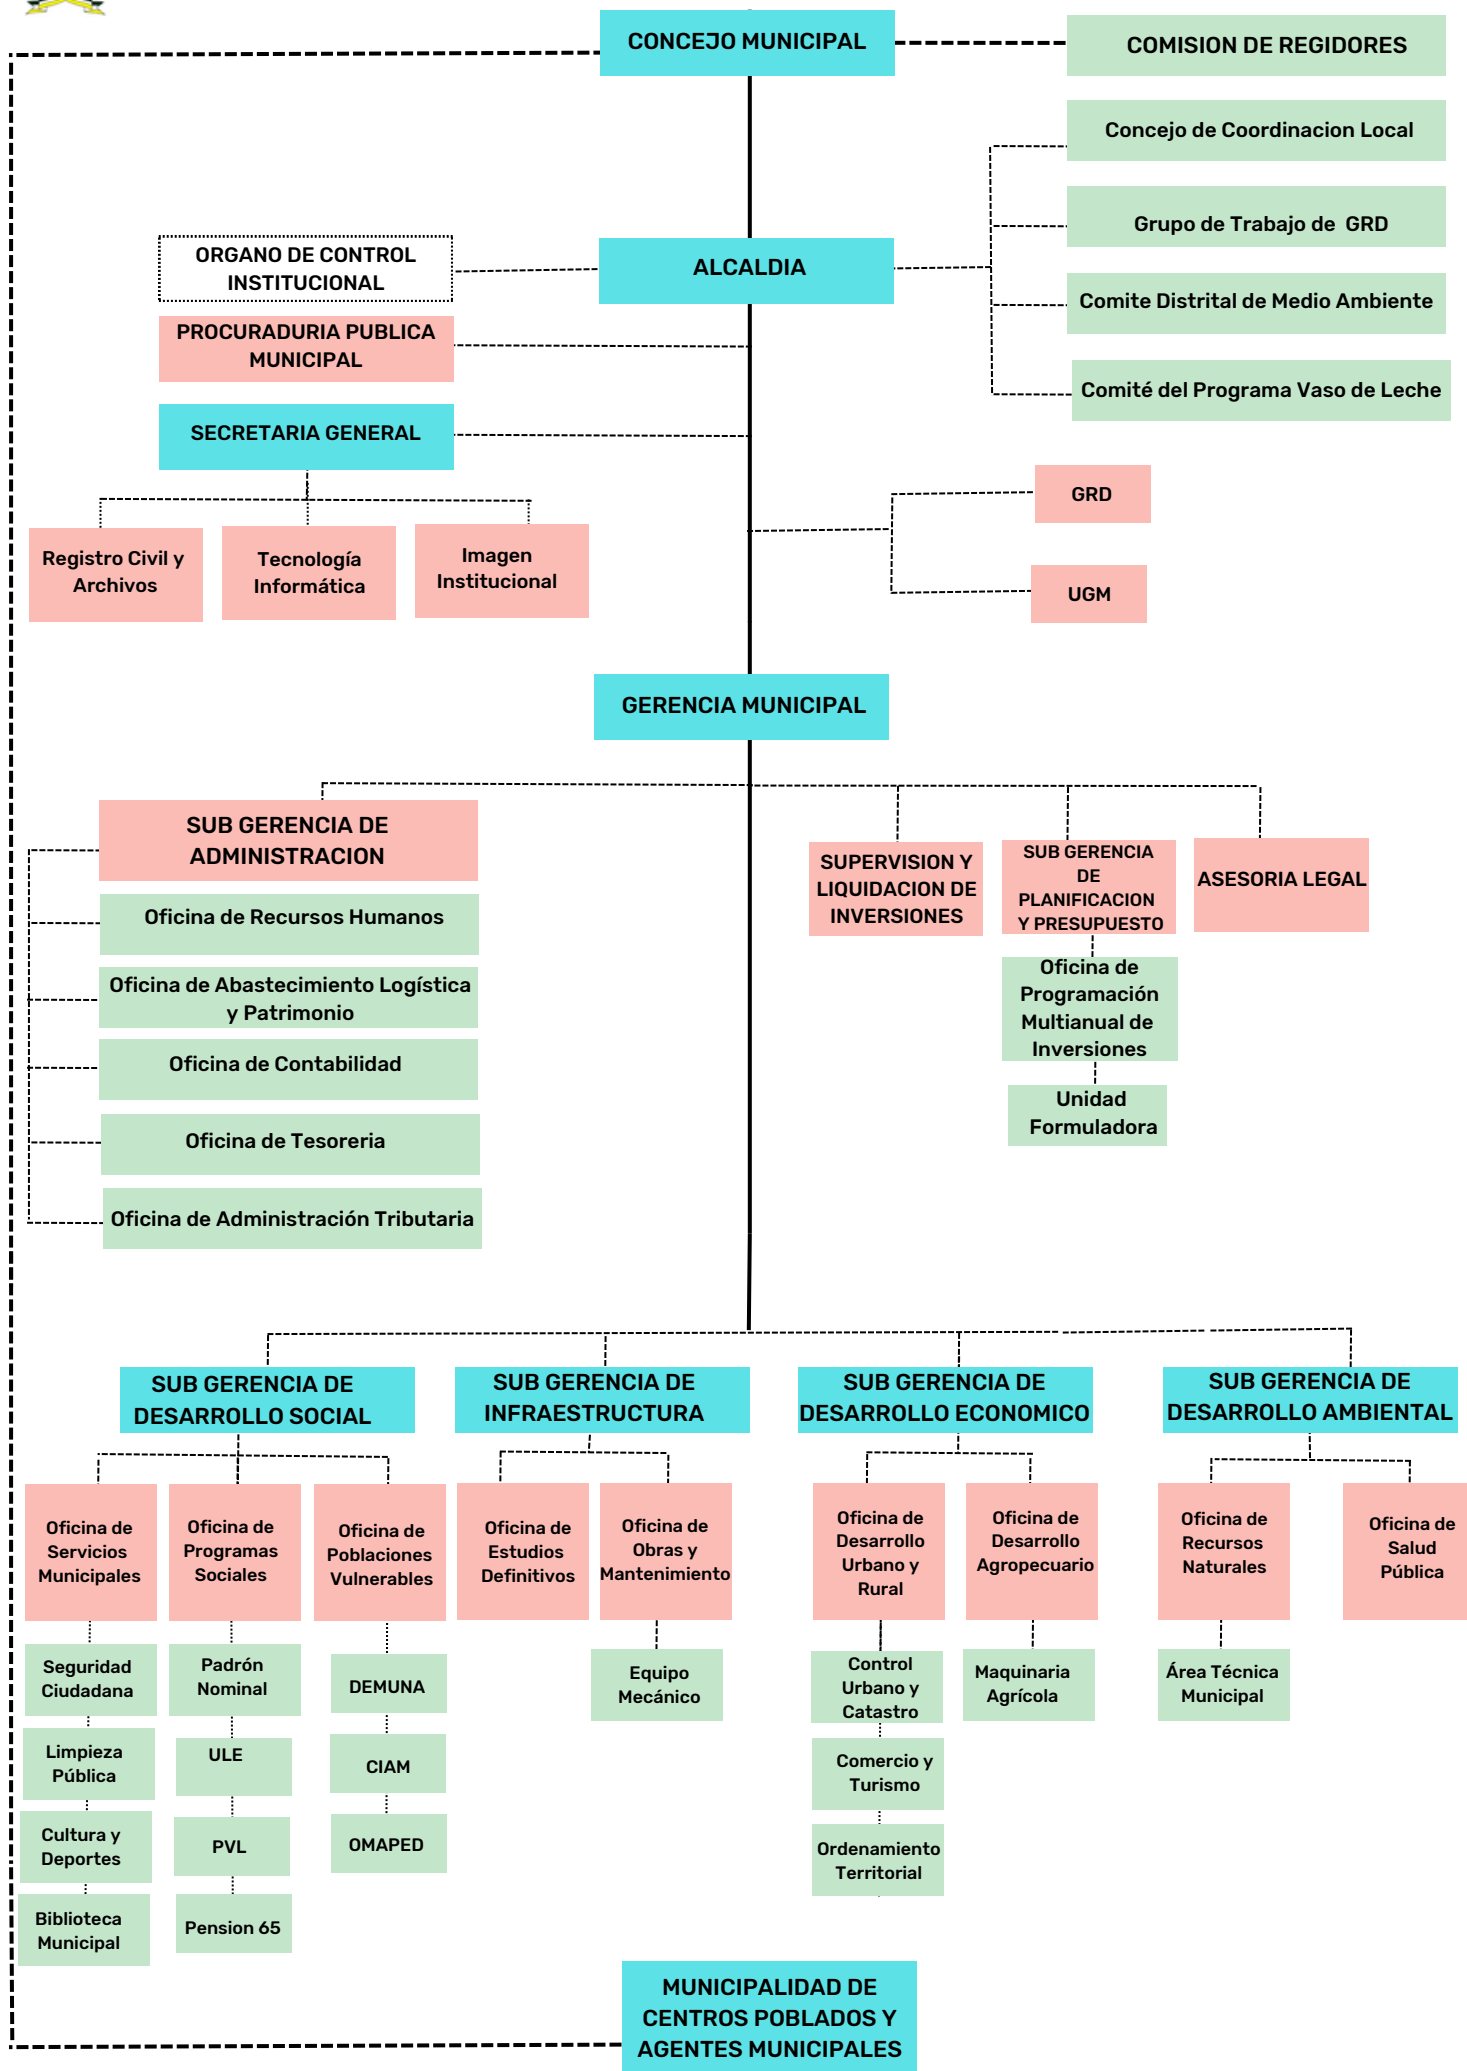 CONCEJO MUNICIPAL
COMISION DE REGIDORES
Concejo de Coordinacion Local
Grupo de Trabajo de GRD
Comite Distrital de Medio Ambiente
Comité del Programa Vaso de Leche
ORGANO DE CONTROL
INSTITUCIONAL
ALCALDIA
PROCURADURIA PUBLICA
MUNICIPAL
SECRETARIA GENERAL
Registro Civil y
Archivos
Tecnología
Informática
Imagen
Institucional
GRD
UGM
GERENCIA MUNICIPAL
SUB GERENCIA DE
ADMINISTRACION
Oficina de Recursos Humanos
Oficina de Abastecimiento Logística
y Patrimonio
Oficina de Contabilidad
Oficina de Tesoreria
Oficina de Administración Tributaria
SUPERVISION Y
LIQUIDACION DE
INVERSIONES
SUB GERENCIA
DE
PLANIFICACION
Y PRESUPUESTO
ASESORIA LEGAL
Oficina de
Programación
Multianual de
Inversiones
Unidad
Formuladora
SUB GERENCIA DE
DESARROLLO SOCIAL
SUB GERENCIA DE
INFRAESTRUCTURA
SUB GERENCIA DE
DESARROLLO ECONOMICO
SUB GERENCIA DE
DESARROLLO AMBIENTAL
Oficina de
Servicios
Municipales
Oficina de
Programas
Sociales
Oficina de
Poblaciones
Vulnerables
Oficina de
Estudios
Definitivos
Oficina de
Obras y
Mantenimiento
Oficina de
Desarrollo
Urbano y
Rural
Oficina de
Desarrollo
Agropecuario
Oficina de
Recursos
Naturales
Oficina de
Salud
Pública
Seguridad
Ciudadana
Limpieza
Pública
Cultura y
Deportes
Biblioteca
Municipal
Padrón
Nominal
ULE
PVL
Pension 65
DEMUNA
CIAM
OMAPED
Equipo
Mecánico
Control
Urbano y
Catastro
Comercio y
Turismo
Ordenamiento
Territorial
Maquinaria
Agrícola
Área Técnica
Municipal
MUNICIPALIDAD DE
CENTROS POBLADOS Y
AGENTES MUNICIPALES